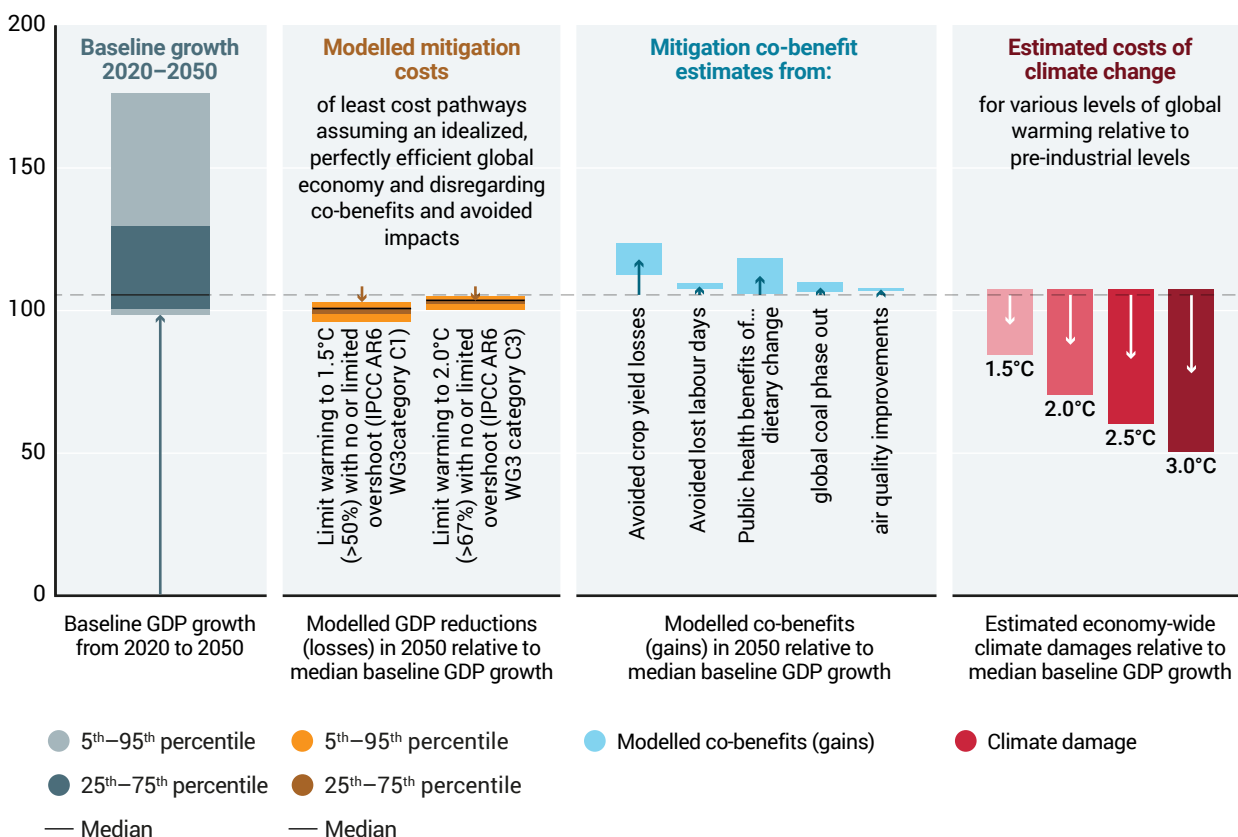 200
150
100
50
0
Baseline growth
2020–2050
Modelled mitigation
costs
of least cost pathways
assuming an idealized,
perfectly efficient global
economy and disregarding
co-benefits and avoided
impacts
Mitigation co-benefit
estimates from:
Estimated costs of
climate change
for various levels of global
warming relative to
pre-industrial levels
Limit warming to 1.5°C
(>50%) with no or limited
overshoot (IPCC AR6
WG3category C1)
Limit warming to 2.0°C
(>67%) with no or limited
overshoot (IPCC AR6
WG3 category C3)
Avoided crop yield losses
Avoided lost labour days
Public health benefits of...
dietary change
global coal phase out
air quality improvements
1.5°C
2.0°C
2.5°C
3.0°C
Baseline GDP growth
from 2020 to 2050
Modelled GDP reductions
(losses) in 2050 relative to
median baseline GDP growth
Modelled co-benefits
(gains) in 2050 relative to
median baseline GDP growth
Estimated economy-wide
climate damages relative to
median baseline GDP growth
5th–95th percentile
25th–75th percentile
Median
5th–95th percentile
25th–75th percentile
Median
Modelled co-benefits (gains)
Climate damage